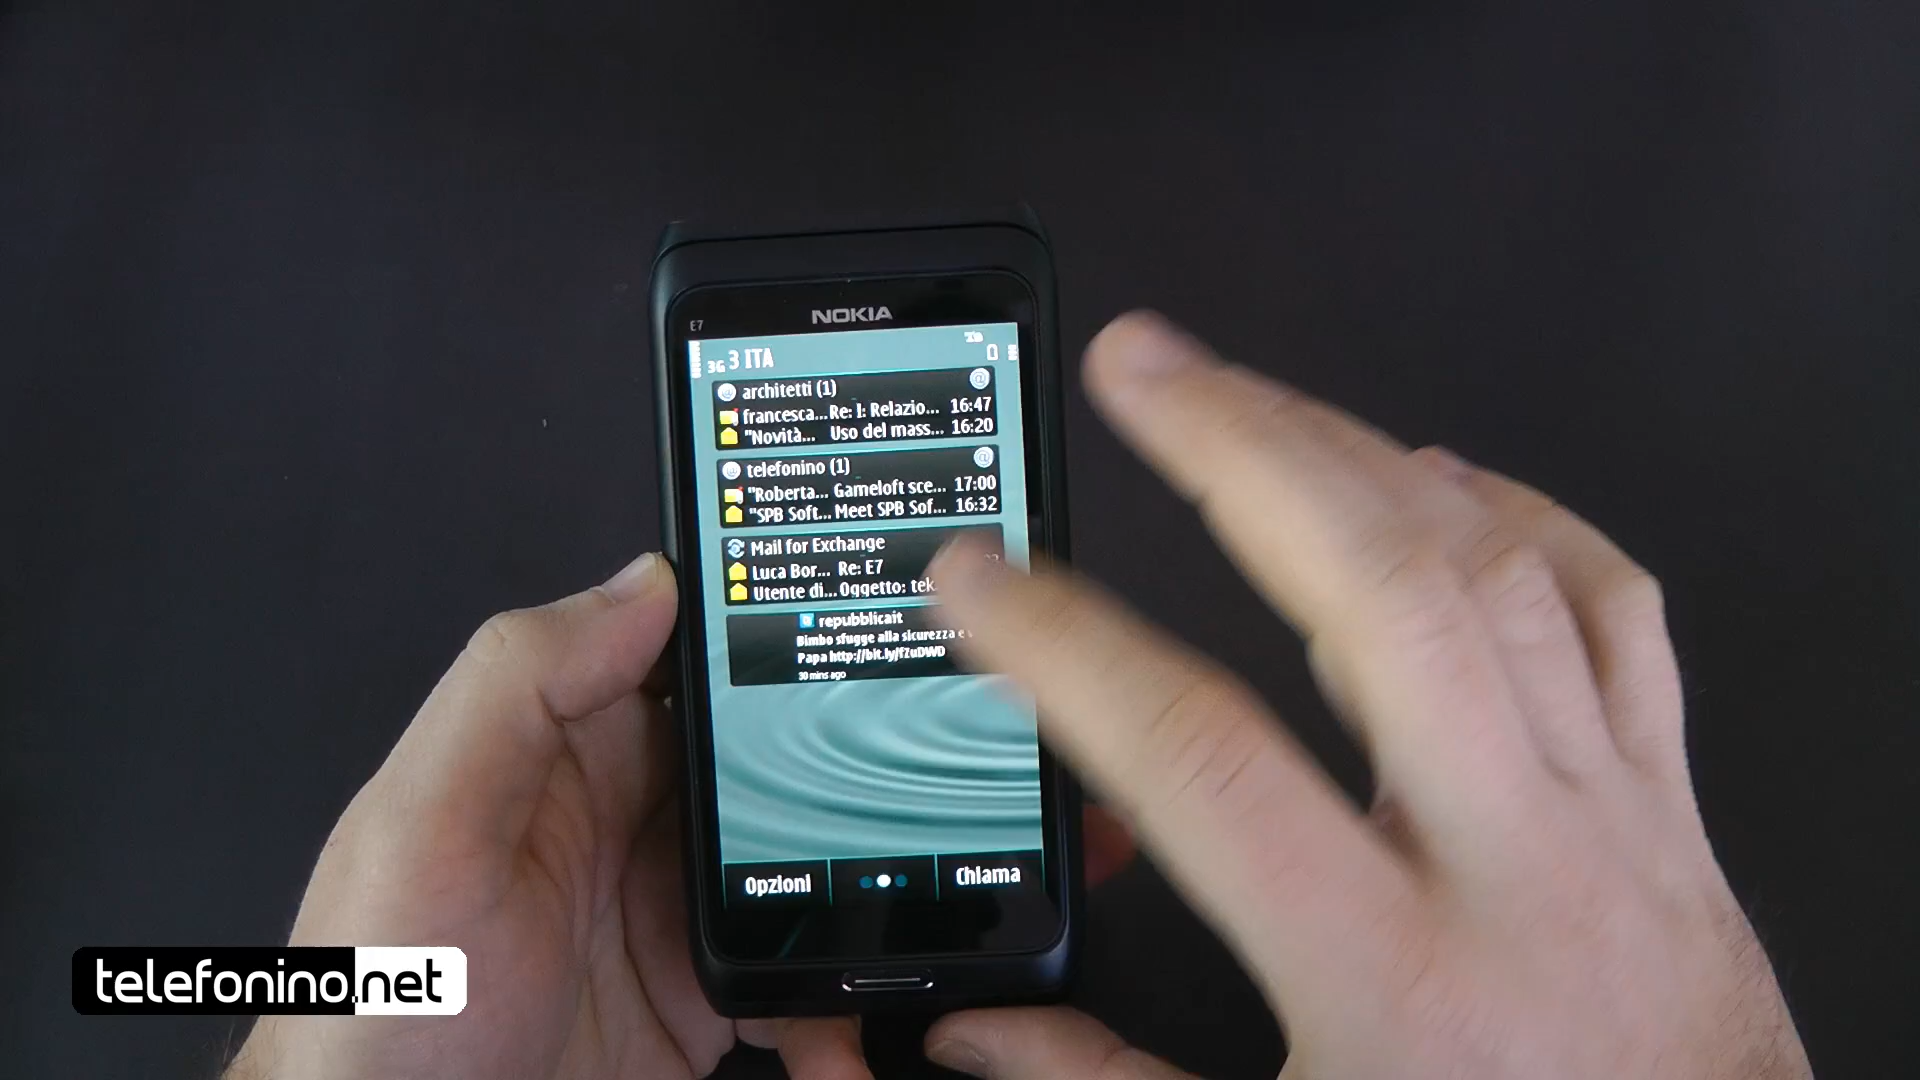 E7
NOKIA
3G 3 ITA
architetti (1)
francesca... Re: I: Relazio... 16:47
"Novità... Uso del mass... 16:20
telefonino (1)
"Roberta... Gameloft sce... 17:00
"SPB Soft... Meet SPB Sof... 16:32
Mail for Exchange
Luca Bor... Re: E7
Utente di... Oggetto: tek
repubblicait
Bimbo sfugge alla sicurezza e
Papa http://bit.ly/fZuDWD
30 mins ago
Opzioni
Chiama
telefonino.net